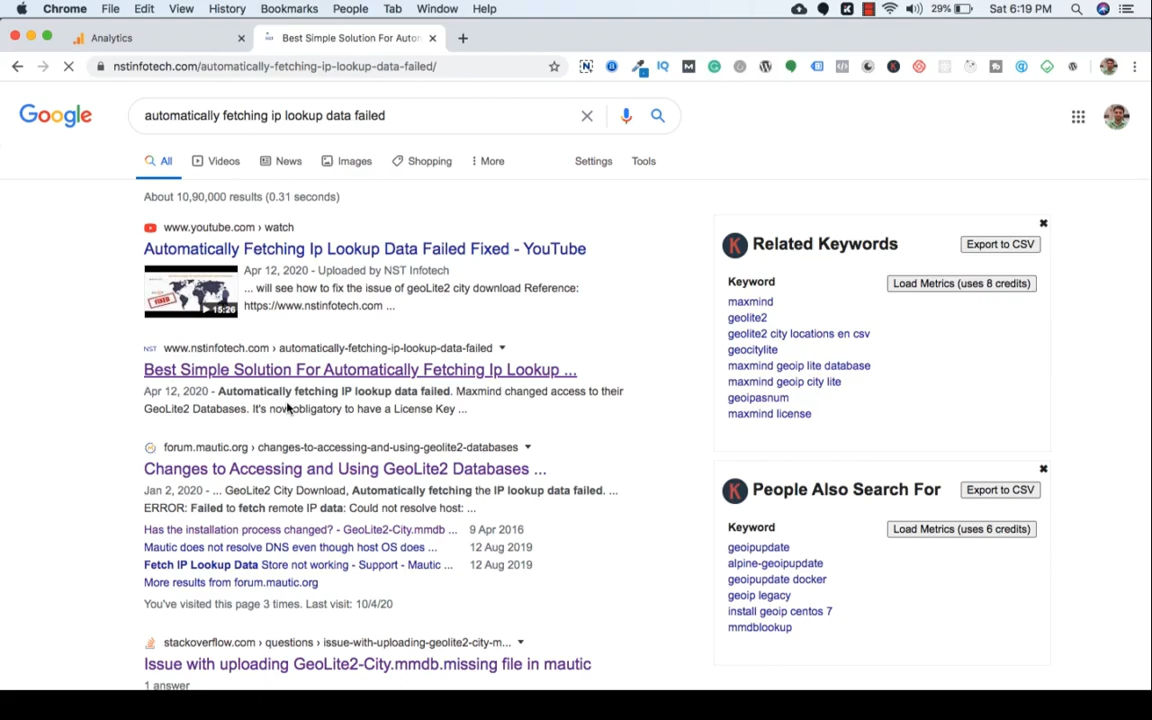 Chrome File Edit View History Bookmarks People Tab Window Help 29% Sat 6:19 PM
Analytics Best Simple Solution For Autor
nstinfotech.com/automatically-fetching-ip-lookup-data-failed/
Google automatically fetching ip lookup data failed
All Videos News Images Shopping More Settings Tools
About 10,90,000 results (0.31 seconds)
www.youtube.com › watch
Automatically Fetching Ip Lookup Data Failed Fixed - YouTube
Apr 12, 2020 - Uploaded by NST Infotech
... will see how to fix the issue of geoLite2 city download Reference:
https://www.nstinfotech.com ...
FIXED
15:26
NST www.nstinfotech.com › automatically-fetching-ip-lookup-data-failed
Best Simple Solution For Automatically Fetching Ip Lookup ...
Apr 12, 2020 - Automatically fetching IP lookup data failed. Maxmind changed access to their
GeoLite2 Databases. It's now obligatory to have a License Key ...
forum.mautic.org › changes-to-accessing-and-using-geolite2-databases
Changes to Accessing and Using GeoLite2 Databases ...
Jan 2, 2020 - ... GeoLite2 City Download, Automatically fetching the IP lookup data failed. ...
ERROR: Failed to fetch remote IP data: Could not resolve host: ...
Has the installation process changed? - GeoLite2-City.mmdb ... 9 Apr 2016
Mautic does not resolve DNS even though host OS does ... 12 Aug 2019
Fetch IP Lookup Data Store not working - Support - Mautic ... 12 Aug 2019
More results from forum.mautic.org
You've visited this page 3 times. Last visit: 10/4/20
stackoverflow.com › questions › issue-with-uploading-geolite2-city-m...
Issue with uploading GeoLite2-City.mmdb.missing file in mautic
1 answer
K Related Keywords Export to CSV
Keyword Load Metrics (uses 8 credits)
maxmind
geolite2
geolite2 city locations en csv
geocitylite
maxmind geoip lite database
maxmind geoip city lite
geoipasnum
maxmind license
K People Also Search For Export to CSV
Keyword Load Metrics (uses 6 credits)
geoipupdate
alpine-geoipupdate
geoipupdate docker
geoip legacy
install geoip centos 7
mmdblookup